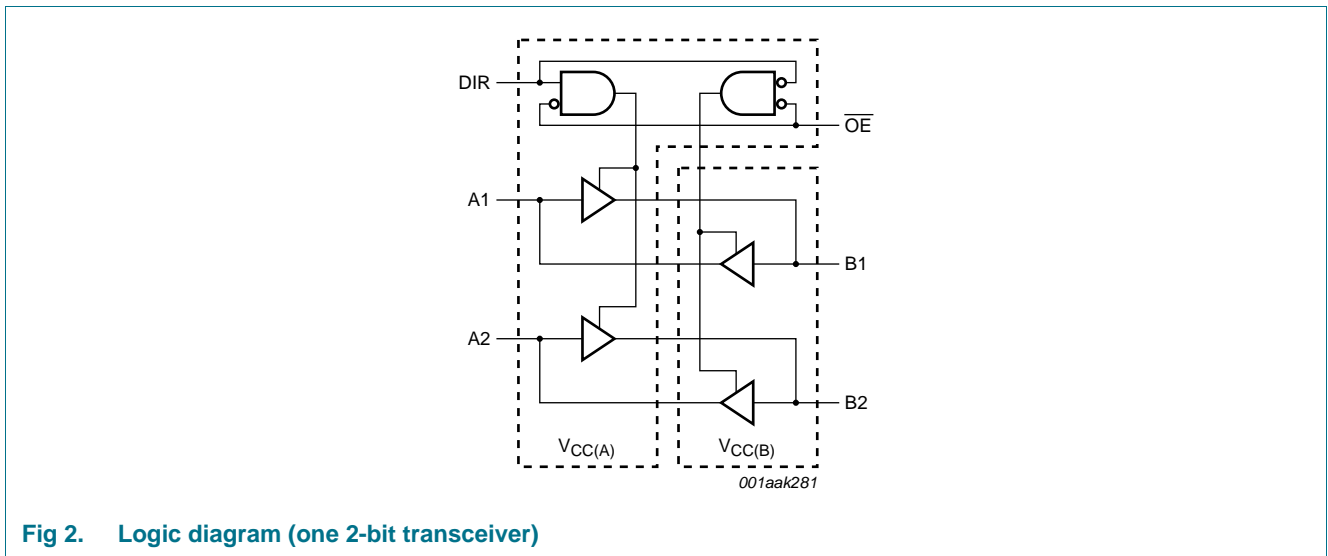 DIR
OE
A1
B1
A2
B2
VCC(A)
VCC(B)
001aak281
Fig 2. Logic diagram (one 2-bit transceiver)